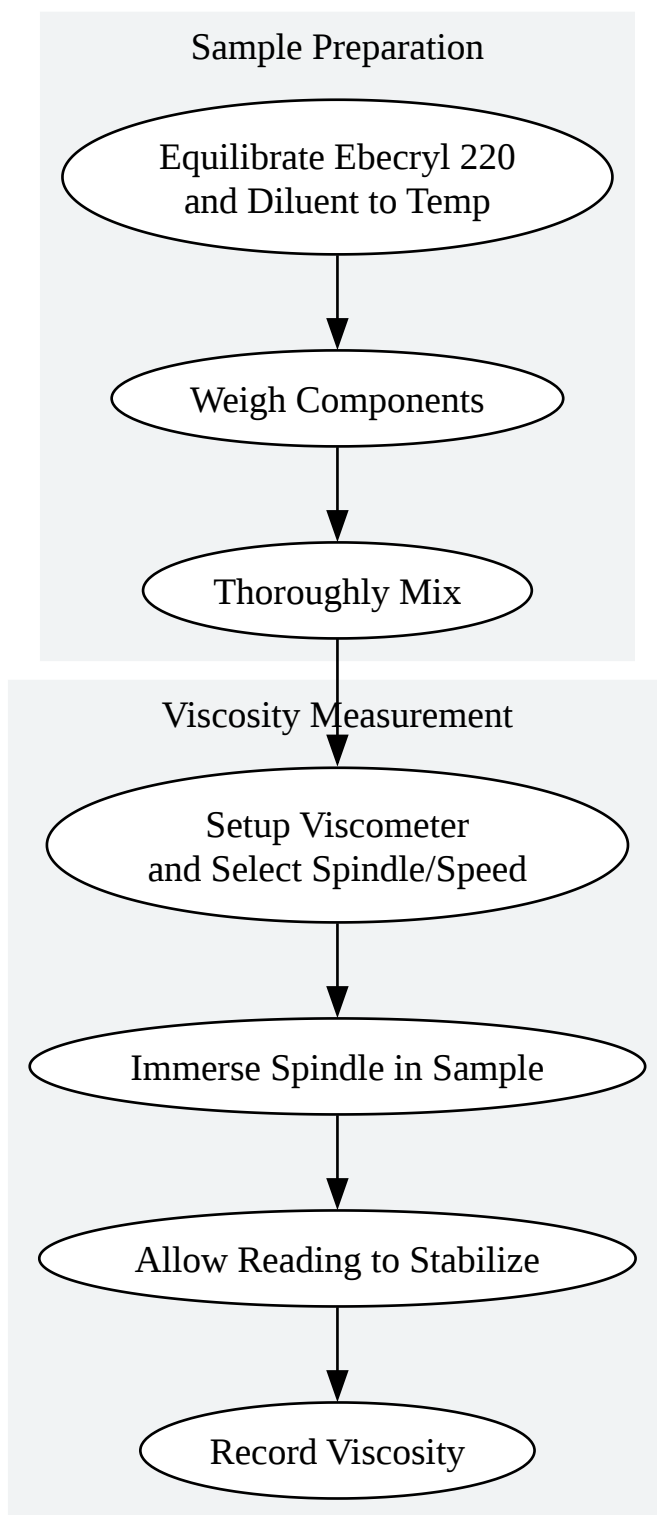 Sample Preparation
Equilibrate Ebecryl 220
and Diluent to Temp
Weigh Components
Thoroughly Mix
Viscosity Measurement
Setup Viscometer
and Select Spindle/Speed
Immerse Spindle in Sample
Allow Reading to Stabilize
Record Viscosity